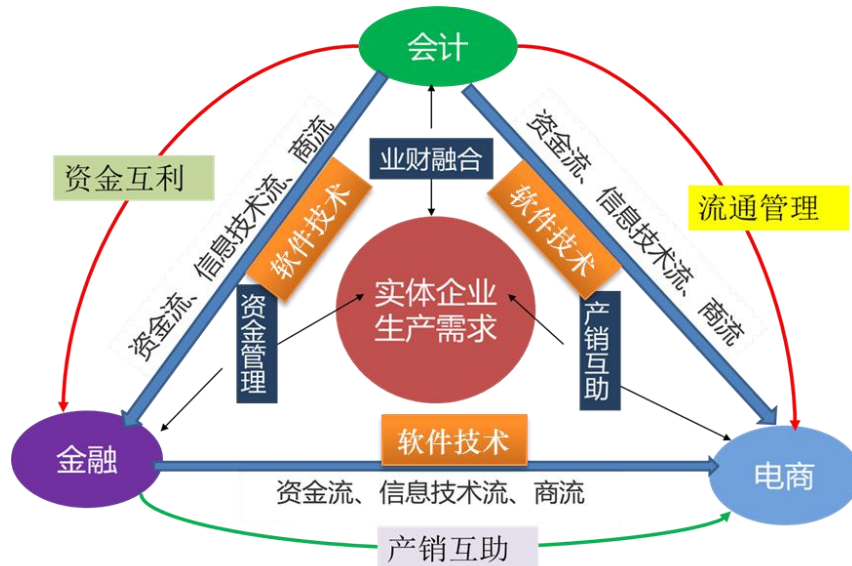 会计
业财融合
资金流、信息技术流、商流
资金流、信息技术流、商流
资金互利
软件技术
软件技术
流通管理
实体企业
生产需求
资金管理
产销互助
软件技术
金融
电商
资金流、信息技术流、商流
产销互助